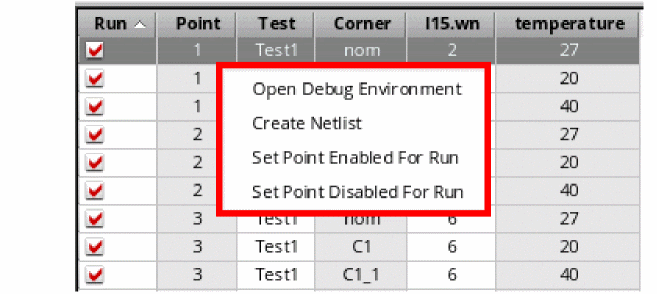 Run Point Test Corner I15.wn temperature
1 Test1 nom 2 27
1 20
1 40
2 27
2 20
2 40
3 Test1 nom 6 27
3 Test1 C1 6 20
3 Test1 C1_1 6 40
Open Debug Environment
Create Netlist
Set Point Enabled For Run
Set Point Disabled For Run